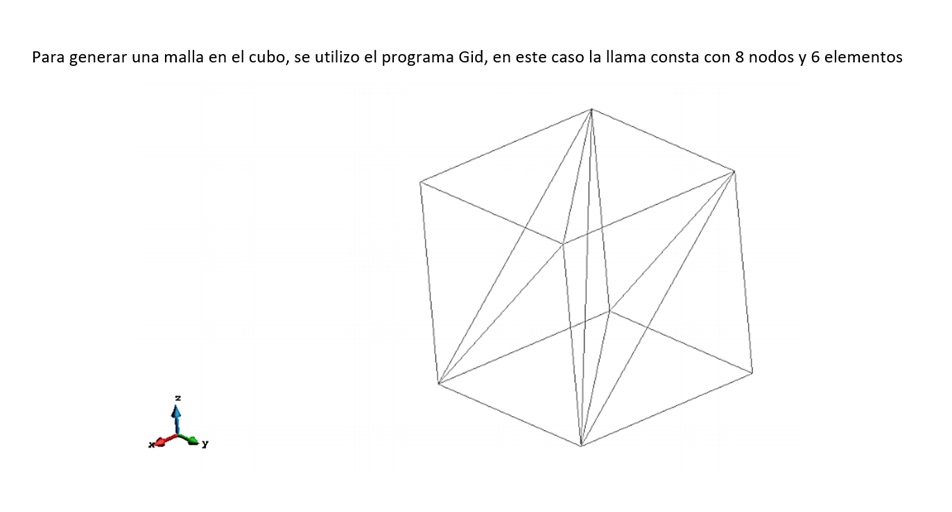 Para generar una malla en el cubo, se utilizo el programa Gid, en este caso la llama consta con 8 nodos y 6 elementos
z
x
y